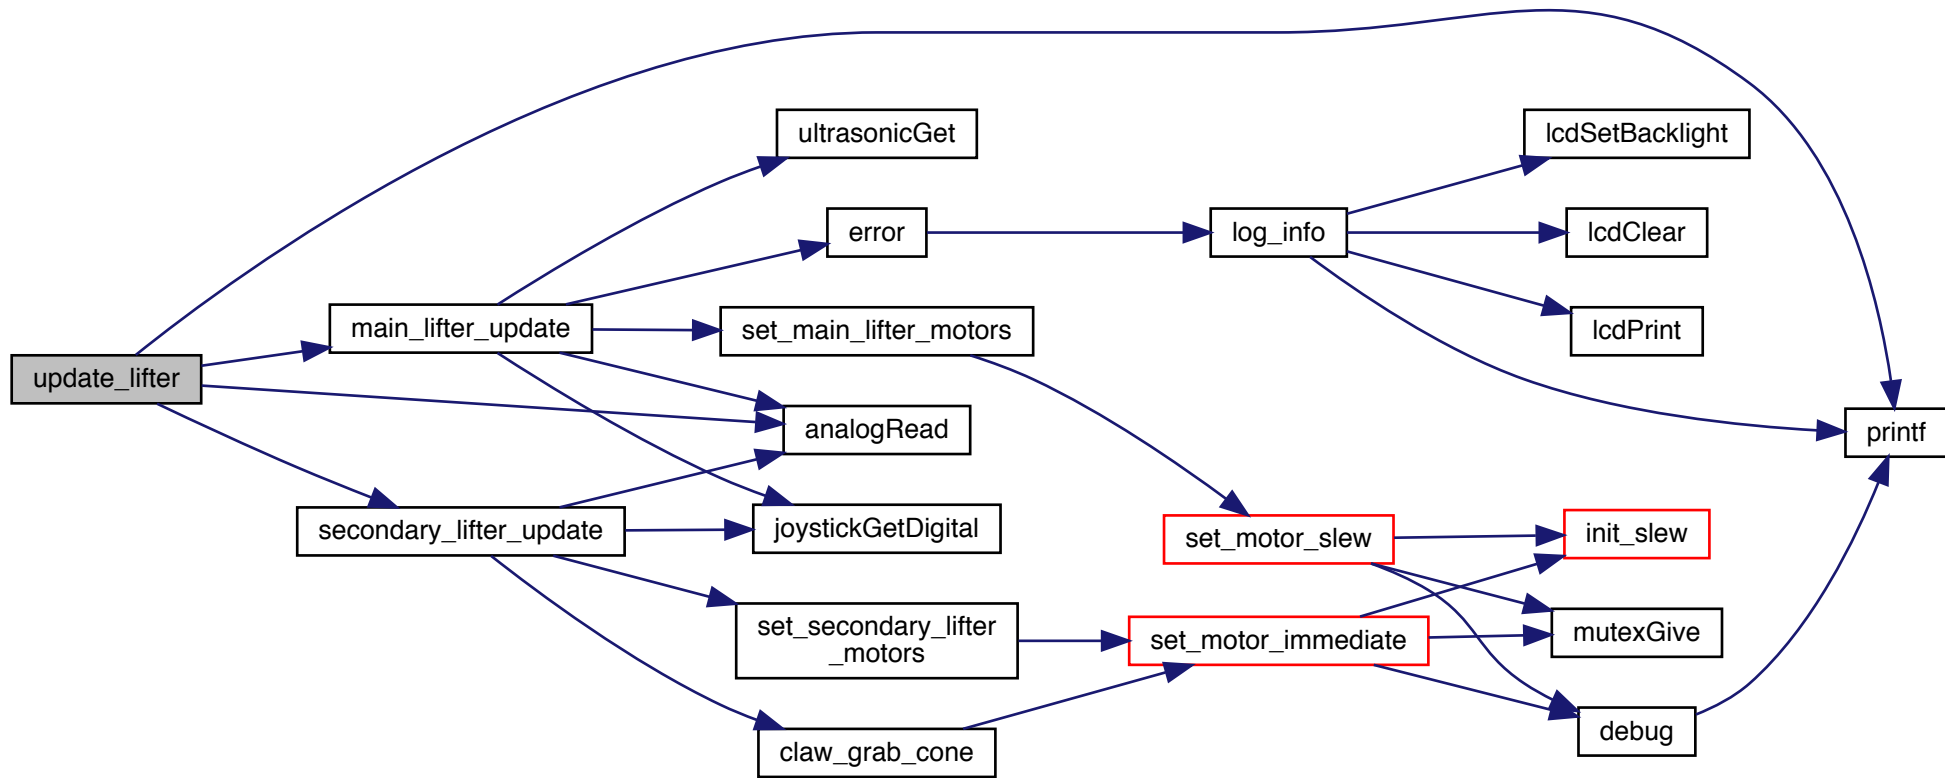 ultrasonicGet
lcdSetBacklight
error
log_info
lcdClear
main_lifter_update
set_main_lifter_motors
lcdPrint
update_lifter
analogRead
printf
secondary_lifter_update
joystickGetDigital
set_motor_slew
init_slew
set_secondary_lifter
_motors
set_motor_immediate
mutexGive
claw_grab_cone
debug